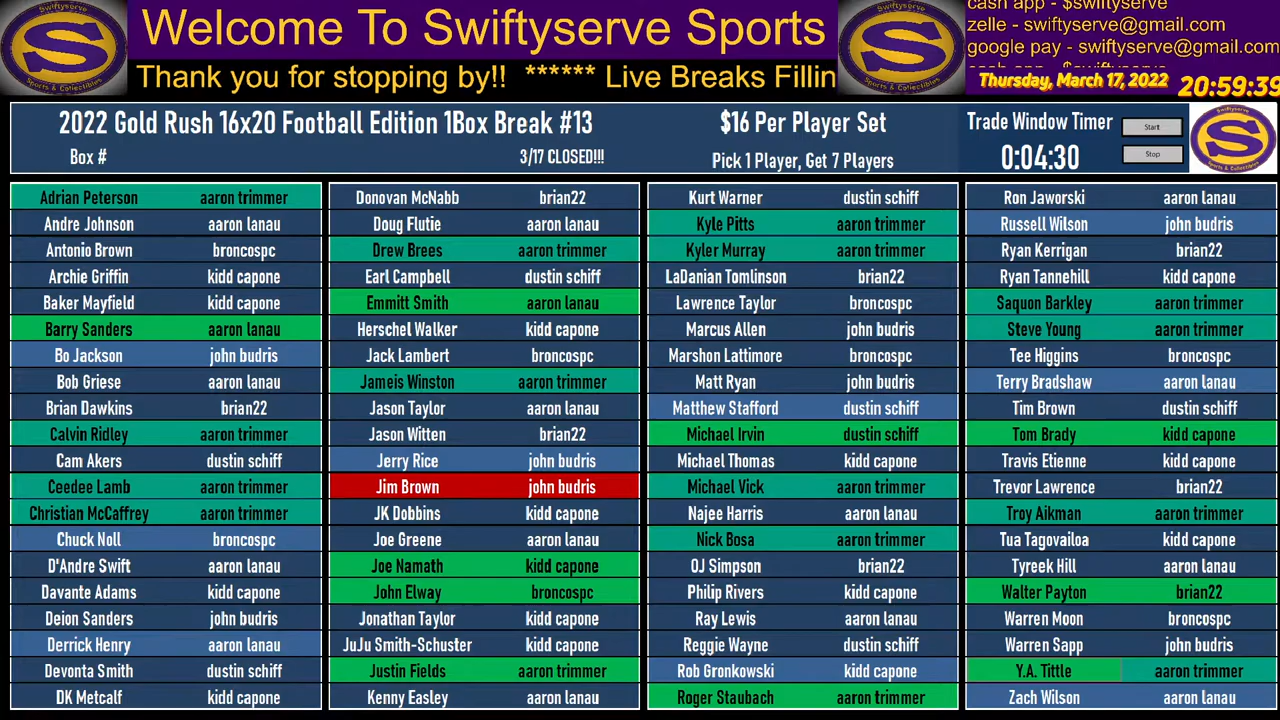 Welcome To Swiftyserve Sports
Thank you for stopping by!! ****** Live Breaks Fillin
cash app - $swiftyserve
zelle - swiftyserve@gmail.com
google pay - swiftyserve@gmail.com
Thursday, March 17, 2022 20:59:39
S
Swiftyserve
Sports & Collectibles
S
Swiftyserve
Sports & Collectibles
2022 Gold Rush 16x20 Football Edition 1Box Break #13
Box # 3/17 CLOSED!!!
$16 Per Player Set
Pick 1 Player, Get 7 Players
Trade Window Timer
0:04:30
Start
Stop
S
Swiftyserve
Sports & Collectibles
Adrian Peterson aaron trimmer
Andre Johnson aaron lanau
Antonio Brown broncospc
Archie Griffin kidd capone
Baker Mayfield kidd capone
Barry Sanders aaron lanau
Bo Jackson john budris
Bob Griese aaron lanau
Brian Dawkins brian22
Calvin Ridley aaron trimmer
Cam Akers dustin schiff
Ceedee Lamb aaron trimmer
Christian McCaffrey aaron trimmer
Chuck Noll broncospc
D'Andre Swift aaron lanau
Davante Adams kidd capone
Deion Sanders john budris
Derrick Henry aaron lanau
Devonta Smith dustin schiff
DK Metcalf kidd capone
Donovan McNabb brian22
Doug Flutie aaron lanau
Drew Brees aaron trimmer
Earl Campbell dustin schiff
Emmitt Smith aaron lanau
Herschel Walker kidd capone
Jack Lambert broncospc
Jameis Winston aaron trimmer
Jason Taylor aaron lanau
Jason Witten brian22
Jerry Rice john budris
Jim Brown john budris
JK Dobbins kidd capone
Joe Greene aaron lanau
Joe Namath kidd capone
John Elway broncospc
Jonathan Taylor kidd capone
JuJu Smith-Schuster kidd capone
Justin Fields aaron trimmer
Kenny Easley aaron lanau
Kurt Warner dustin schiff
Kyle Pitts aaron trimmer
Kyler Murray aaron trimmer
LaDanian Tomlinson brian22
Lawrence Taylor broncospc
Marcus Allen john budris
Marshon Lattimore broncospc
Matt Ryan john budris
Matthew Stafford dustin schiff
Michael Irvin dustin schiff
Michael Thomas kidd capone
Michael Vick aaron trimmer
Najee Harris aaron lanau
Nick Bosa aaron trimmer
OJ Simpson brian22
Philip Rivers kidd capone
Ray Lewis aaron lanau
Reggie Wayne dustin schiff
Rob Gronkowski kidd capone
Roger Staubach aaron trimmer
Ron Jaworski aaron lanau
Russell Wilson john budris
Ryan Kerrigan brian22
Ryan Tannehill kidd capone
Saquon Barkley aaron trimmer
Steve Young aaron trimmer
Tee Higgins broncospc
Terry Bradshaw aaron lanau
Tim Brown dustin schiff
Tom Brady kidd capone
Travis Etienne kidd capone
Trevor Lawrence brian22
Troy Aikman aaron trimmer
Tua Tagovailoa kidd capone
Tyreek Hill aaron lanau
Walter Payton brian22
Warren Moon broncospc
Warren Sapp john budris
Y.A. Tittle aaron trimmer
Zach Wilson aaron lanau